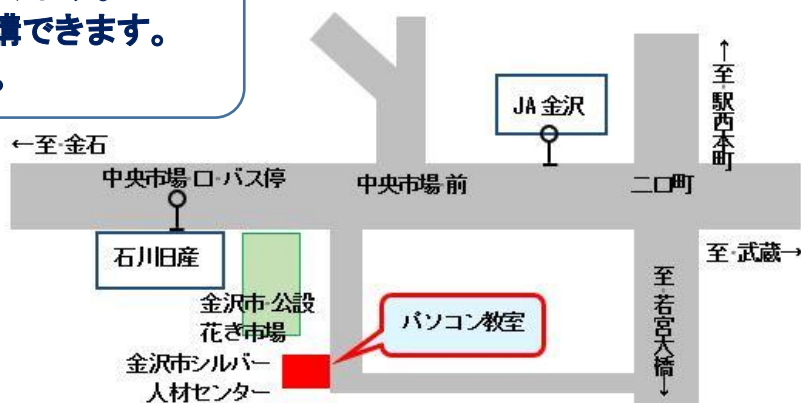 講できます。
JA 金沢
↑至・駅西本町
←至・金石
中央市場・口・バス停
中央市場・前
二口町
石川日産
至・武蔵→
金沢市・公設
花き市場
パソコン教室
至・若宮大橋↓
金沢市シルバー
人材センター